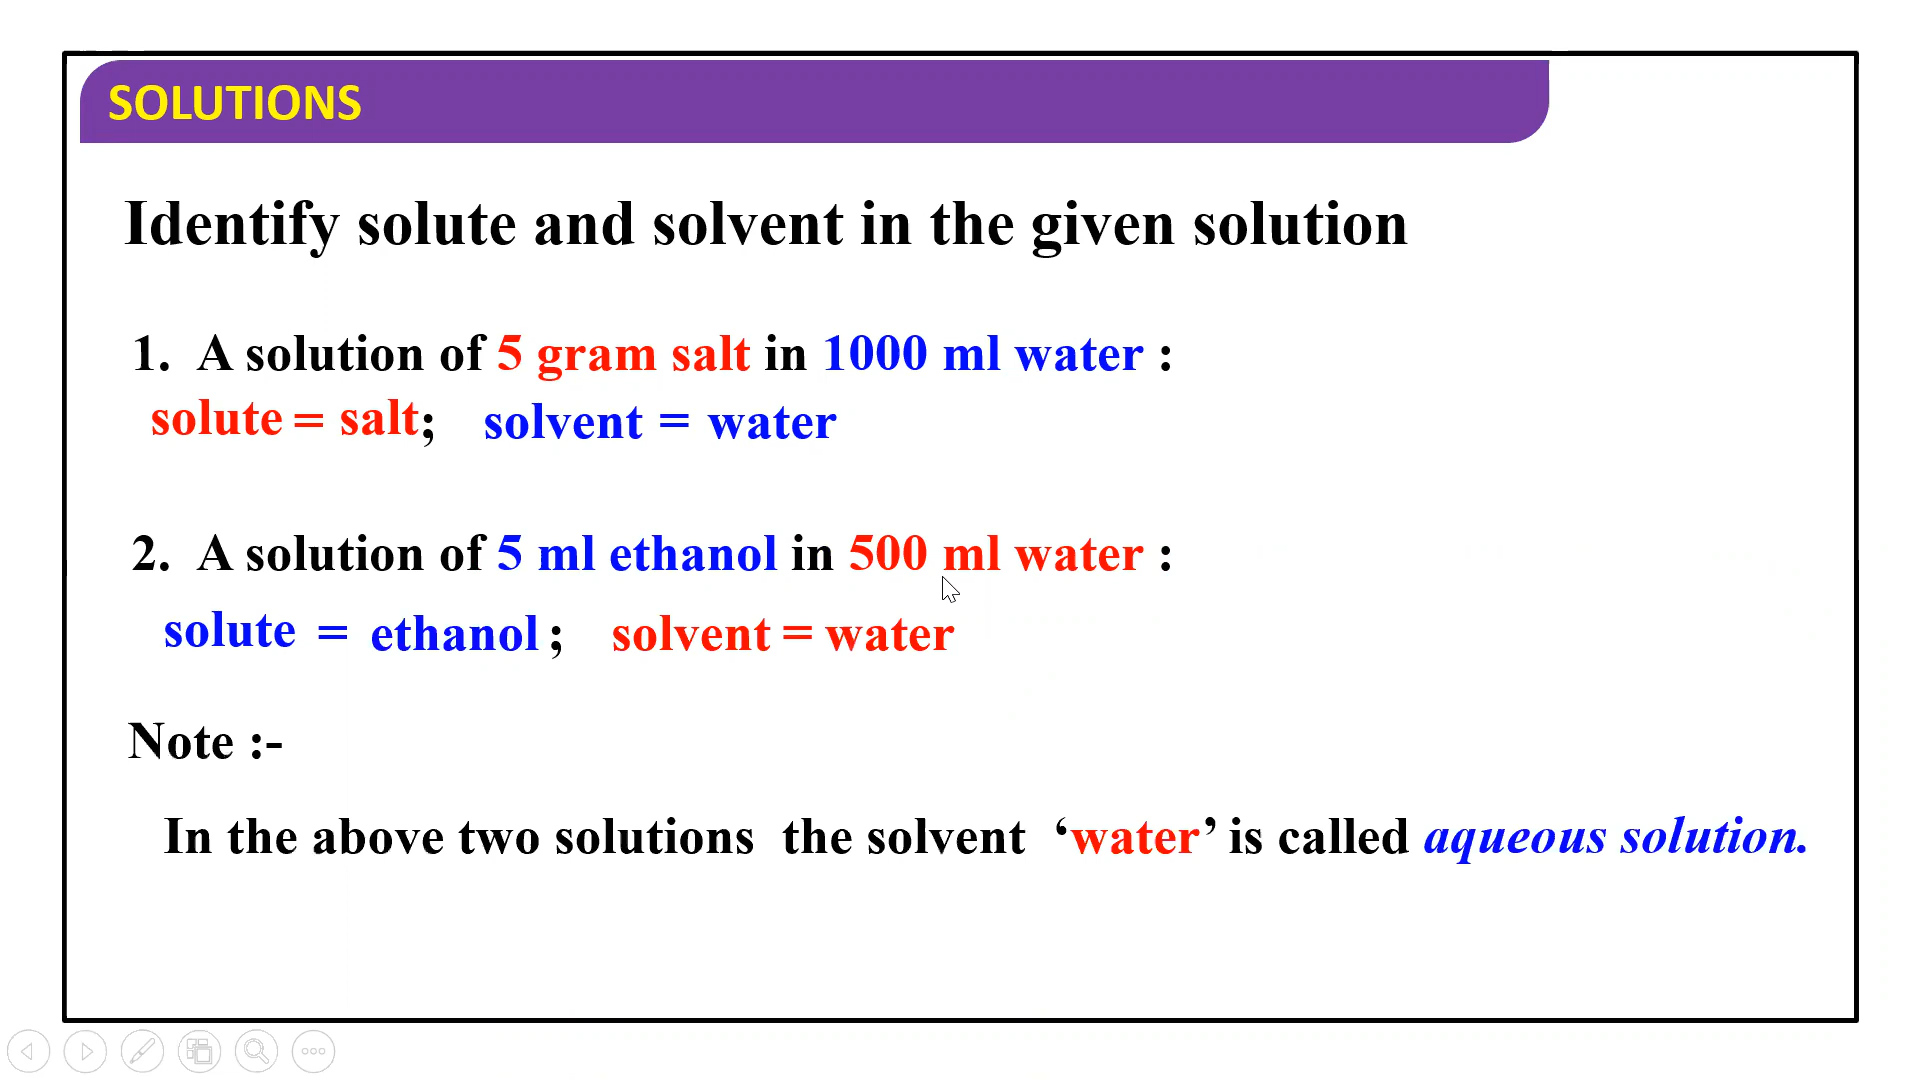 SOLUTIONS
Identify solute and solvent in the given solution
1. A solution of 5 gram salt in 1000 ml water :
solute = salt; solvent = water
2. A solution of 5 ml ethanol in 500 ml water :
solute = ethanol ; solvent = water
Note :-
In the above two solutions the solvent ‘water’ is called aqueous solution.